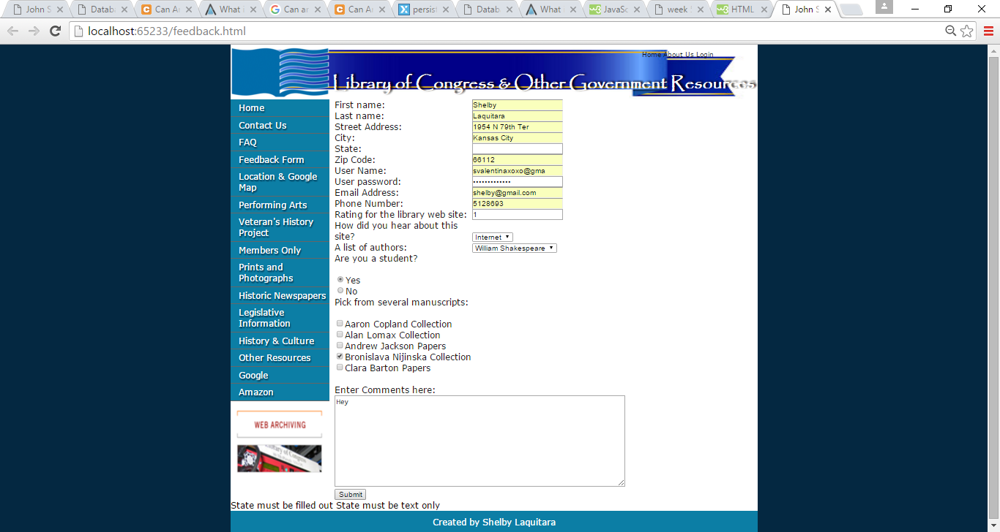 John S
Databa
Can A
What i
Can ar
Can A
persist
Datab
What I
JavaSc
week
HTML
John S
localhost:65233/feedback.html
Home About Us Login
Library of Congress & Other Government Resources
Home
Contact Us
FAQ
Feedback Form
Location & Google
Map
Performing Arts
Veteran's History
Project
Members Only
Prints and
Photographs
Historic Newspapers
Legislative
Information
History & Culture
Other Resources
Google
Amazon
WEB ARCHIVING
First name: Shelby
Last name: Laquitara
Street Address: 1954 N 79th Ter
City: Kansas City
State:
Zip Code: 66112
User Name: svalentinaxoxo@gma
User password: •••••••••••••
Email Address: shelby@gmail.com
Phone Number: 5128693
Rating for the library web site: 1
How did you hear about this
site? Internet
A list of authors: William Shakespeare
Are you a student?
Yes
No
Pick from several manuscripts:
Aaron Copland Collection
Alan Lomax Collection
Andrew Jackson Papers
Bronislava Nijinska Collection
Clara Barton Papers
Enter Comments here:
Hey
Submit
State must be filled out State must be text only
Created by Shelby Laquitara